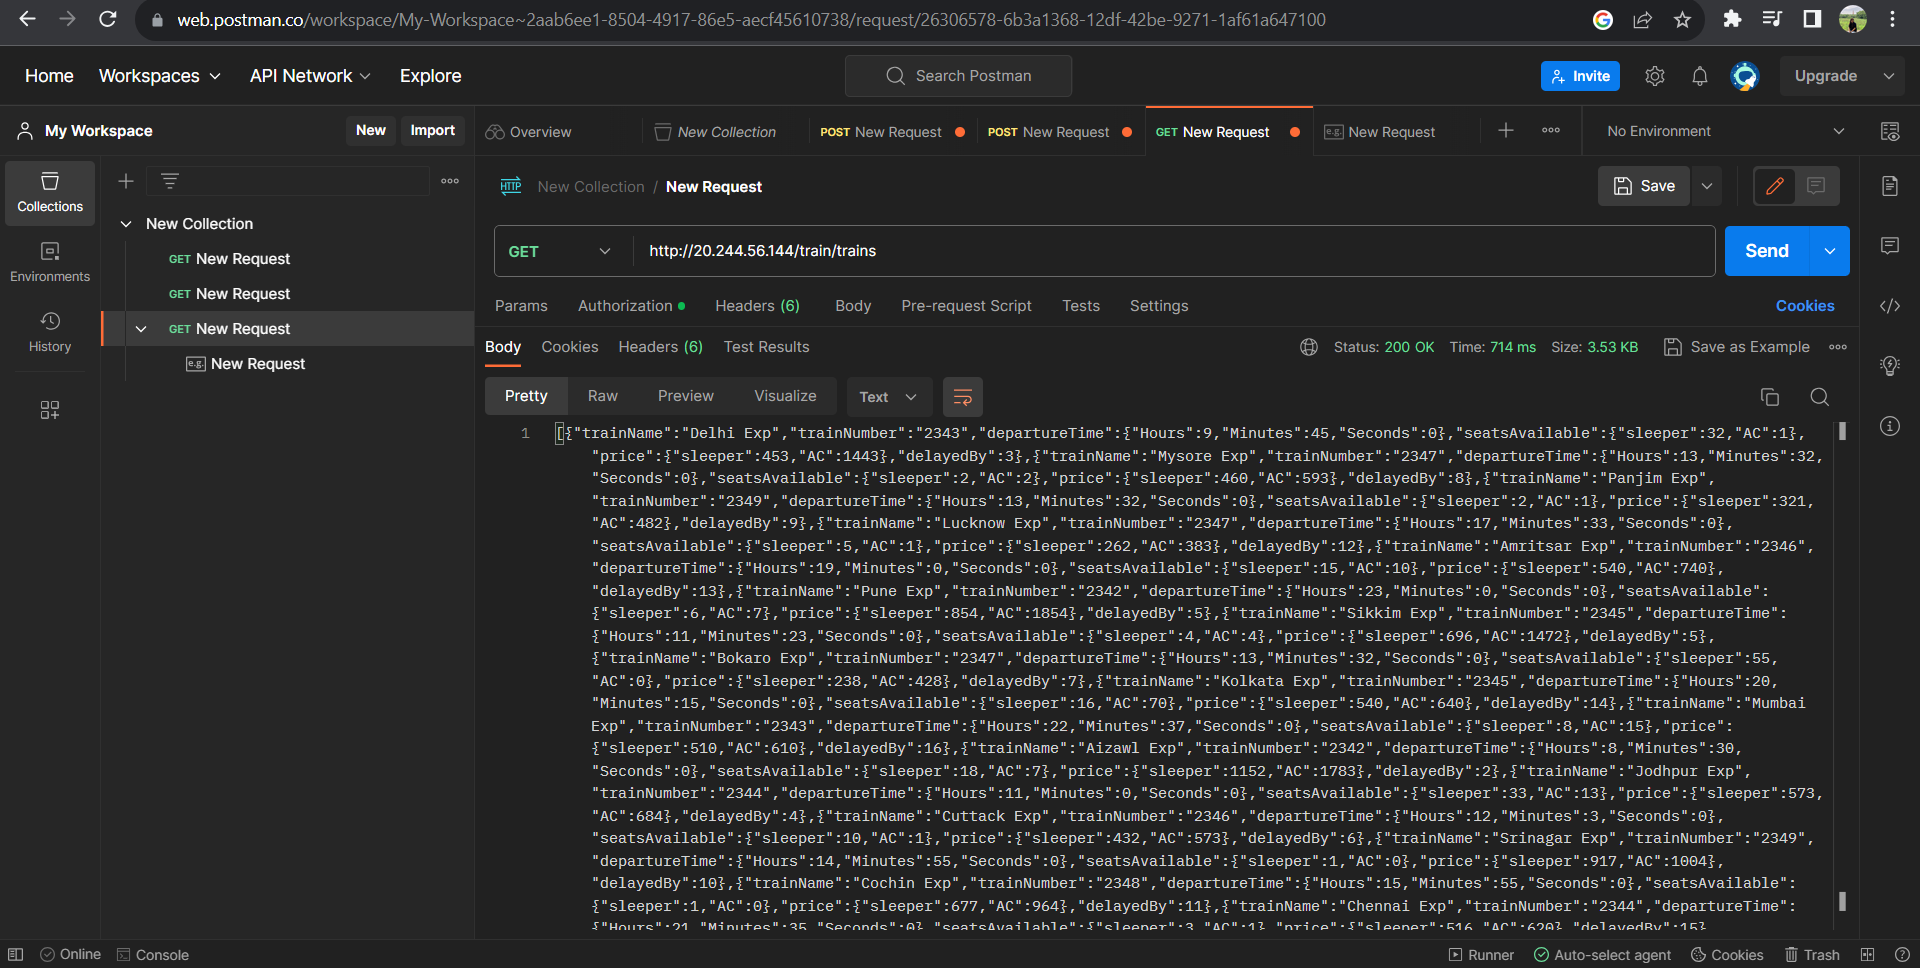 web.postman.co/workspace/My-Workspace~2aab6ee1-8504-4917-86e5-aecf45610738/request/26306578-6b3a1368-12df-42be-9271-1af61a647100
Home Workspaces API Network Explore Search Postman Invite Upgrade
My Workspace New Import Overview New Collection POST New Request POST New Request GET New Request e.g. New Request No Environment
HTTP New Collection / New Request Save
Collections
New Collection
GET New Request
GET New Request
GET New Request
e.g. New Request
Environments
History
GET http://20.244.56.144/train/trains Send
Params Authorization Headers (6) Body Pre-request Script Tests Settings Cookies
Body Cookies Headers (6) Test Results Status: 200 OK Time: 714 ms Size: 3.53 KB Save as Example
Pretty Raw Preview Visualize Text
1 [{"trainName":"Delhi Exp","trainNumber":"2343","departureTime":{"Hours":9,"Minutes":45,"Seconds":0},"seatsAvailable":{"sleeper":32,"AC":1},
"price":{"sleeper":453,"AC":1443},"delayedBy":3},{"trainName":"Mysore Exp","trainNumber":"2347","departureTime":{"Hours":13,"Minutes":32,
"Seconds":0},"seatsAvailable":{"sleeper":2,"AC":2},"price":{"sleeper":460,"AC":593},"delayedBy":8},{"trainName":"Panjim Exp",
"trainNumber":"2349","departureTime":{"Hours":13,"Minutes":32,"Seconds":0},"seatsAvailable":{"sleeper":2,"AC":1},"price":{"sleeper":321,
"AC":482},"delayedBy":9},{"trainName":"Lucknow Exp","trainNumber":"2347","departureTime":{"Hours":17,"Minutes":33,"Seconds":0},
"seatsAvailable":{"sleeper":5,"AC":1},"price":{"sleeper":262,"AC":383},"delayedBy":12},{"trainName":"Amritsar Exp","trainNumber":"2346",
"departureTime":{"Hours":19,"Minutes":0,"Seconds":0},"seatsAvailable":{"sleeper":15,"AC":10},"price":{"sleeper":540,"AC":740},
"delayedBy":13},{"trainName":"Pune Exp","trainNumber":"2342","departureTime":{"Hours":23,"Minutes":0,"Seconds":0},"seatsAvailable":
{"sleeper":6,"AC":7},"price":{"sleeper":854,"AC":1854},"delayedBy":5},{"trainName":"Sikkim Exp","trainNumber":"2345","departureTime":
{"Hours":11,"Minutes":23,"Seconds":0},"seatsAvailable":{"sleeper":4,"AC":4},"price":{"sleeper":696,"AC":1472},"delayedBy":5},
{"trainName":"Bokaro Exp","trainNumber":"2347","departureTime":{"Hours":13,"Minutes":32,"Seconds":0},"seatsAvailable":{"sleeper":55,
"AC":0},"price":{"sleeper":238,"AC":428},"delayedBy":7},{"trainName":"Kolkata Exp","trainNumber":"2345","departureTime":{"Hours":20,
"Minutes":15,"Seconds":0},"seatsAvailable":{"sleeper":16,"AC":70},"price":{"sleeper":540,"AC":640},"delayedBy":14},{"trainName":"Mumbai
Exp","trainNumber":"2343","departureTime":{"Hours":22,"Minutes":37,"Seconds":0},"seatsAvailable":{"sleeper":8,"AC":15},"price":
{"sleeper":510,"AC":610},"delayedBy":16},{"trainName":"Aizawl Exp","trainNumber":"2342","departureTime":{"Hours":8,"Minutes":30,
"Seconds":0},"seatsAvailable":{"sleeper":18,"AC":7},"price":{"sleeper":1152,"AC":1783},"delayedBy":2},{"trainName":"Jodhpur Exp",
"trainNumber":"2344","departureTime":{"Hours":11,"Minutes":0,"Seconds":0},"seatsAvailable":{"sleeper":33,"AC":13},"price":{"sleeper":573,
"AC":684},"delayedBy":4},{"trainName":"Cuttack Exp","trainNumber":"2346","departureTime":{"Hours":12,"Minutes":3,"Seconds":0},
"seatsAvailable":{"sleeper":10,"AC":1},"price":{"sleeper":432,"AC":573},"delayedBy":6},{"trainName":"Srinagar Exp","trainNumber":"2349",
"departureTime":{"Hours":14,"Minutes":55,"Seconds":0},"seatsAvailable":{"sleeper":1,"AC":0},"price":{"sleeper":917,"AC":1004},
"delayedBy":10},{"trainName":"Cochin Exp","trainNumber":"2348","departureTime":{"Hours":15,"Minutes":55,"Seconds":0},"seatsAvailable":
{"sleeper":1,"AC":0},"price":{"sleeper":677,"AC":964},"delayedBy":11},{"trainName":"Chennai Exp","trainNumber":"2344","departureTime":
{"Hours":21,"Minutes":35,"Seconds":0},"seatsAvailable":{"sleeper":3,"AC":1},"price":{"sleeper":516,"AC":620},"delayedBy":15},
Online Console Runner Auto-select agent Cookies Trash